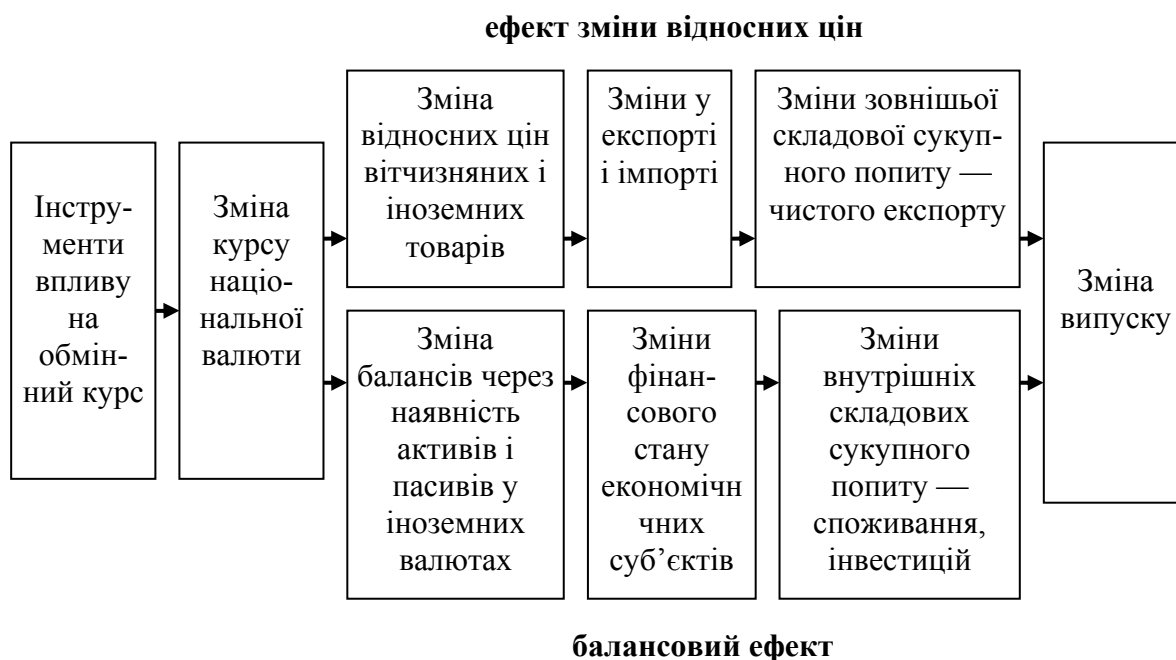 ефект зміни відносних цін
Інстру-
менти
впливу
на
обмін-
ний курс
Зміна
курсу
націо-
нальної
валюти
Зміна
відносних цін
вітчизняних і
іноземних
товарів
Зміни у
експорті
і імпорті
Зміни зовнішьої
складової сукуп-
ного попиту —
чистого експорту
Зміна
балансів через
наявність
активів і
пасивів у
іноземних
валютах
Зміни
фінан-
сового
стану
економічн
чних
суб’єктів
Зміни
внутрішніх
складових
сукупного
попиту —
споживання,
інвестицій
Зміна
випуску
балансовий ефект